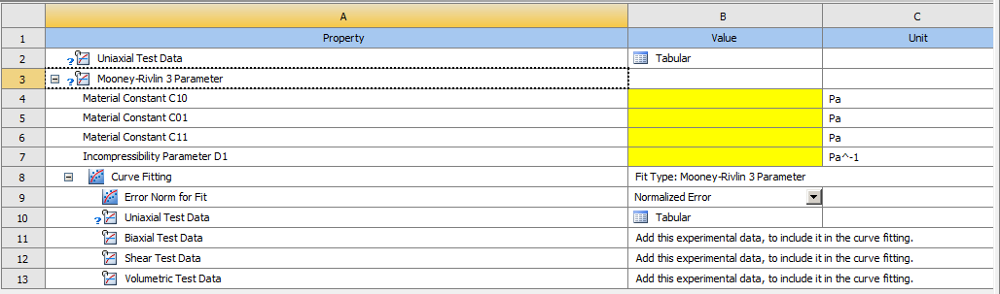 A B C
1 Property Value Unit
2 ? Uniaxial Test Data Tabular
3 ? Mooney-Rivlin 3 Parameter
4 Material Constant C10 Pa
5 Material Constant C01 Pa
6 Material Constant C11 Pa
7 Incompressibility Parameter D1 Pa^-1
8 Curve Fitting Fit Type: Mooney-Rivlin 3 Parameter
9 Error Norm for Fit Normalized Error
10 ? Uniaxial Test Data Tabular
11 Biaxial Test Data Add this experimental data, to include it in the curve fitting.
12 Shear Test Data Add this experimental data, to include it in the curve fitting.
13 Volumetric Test Data Add this experimental data, to include it in the curve fitting.